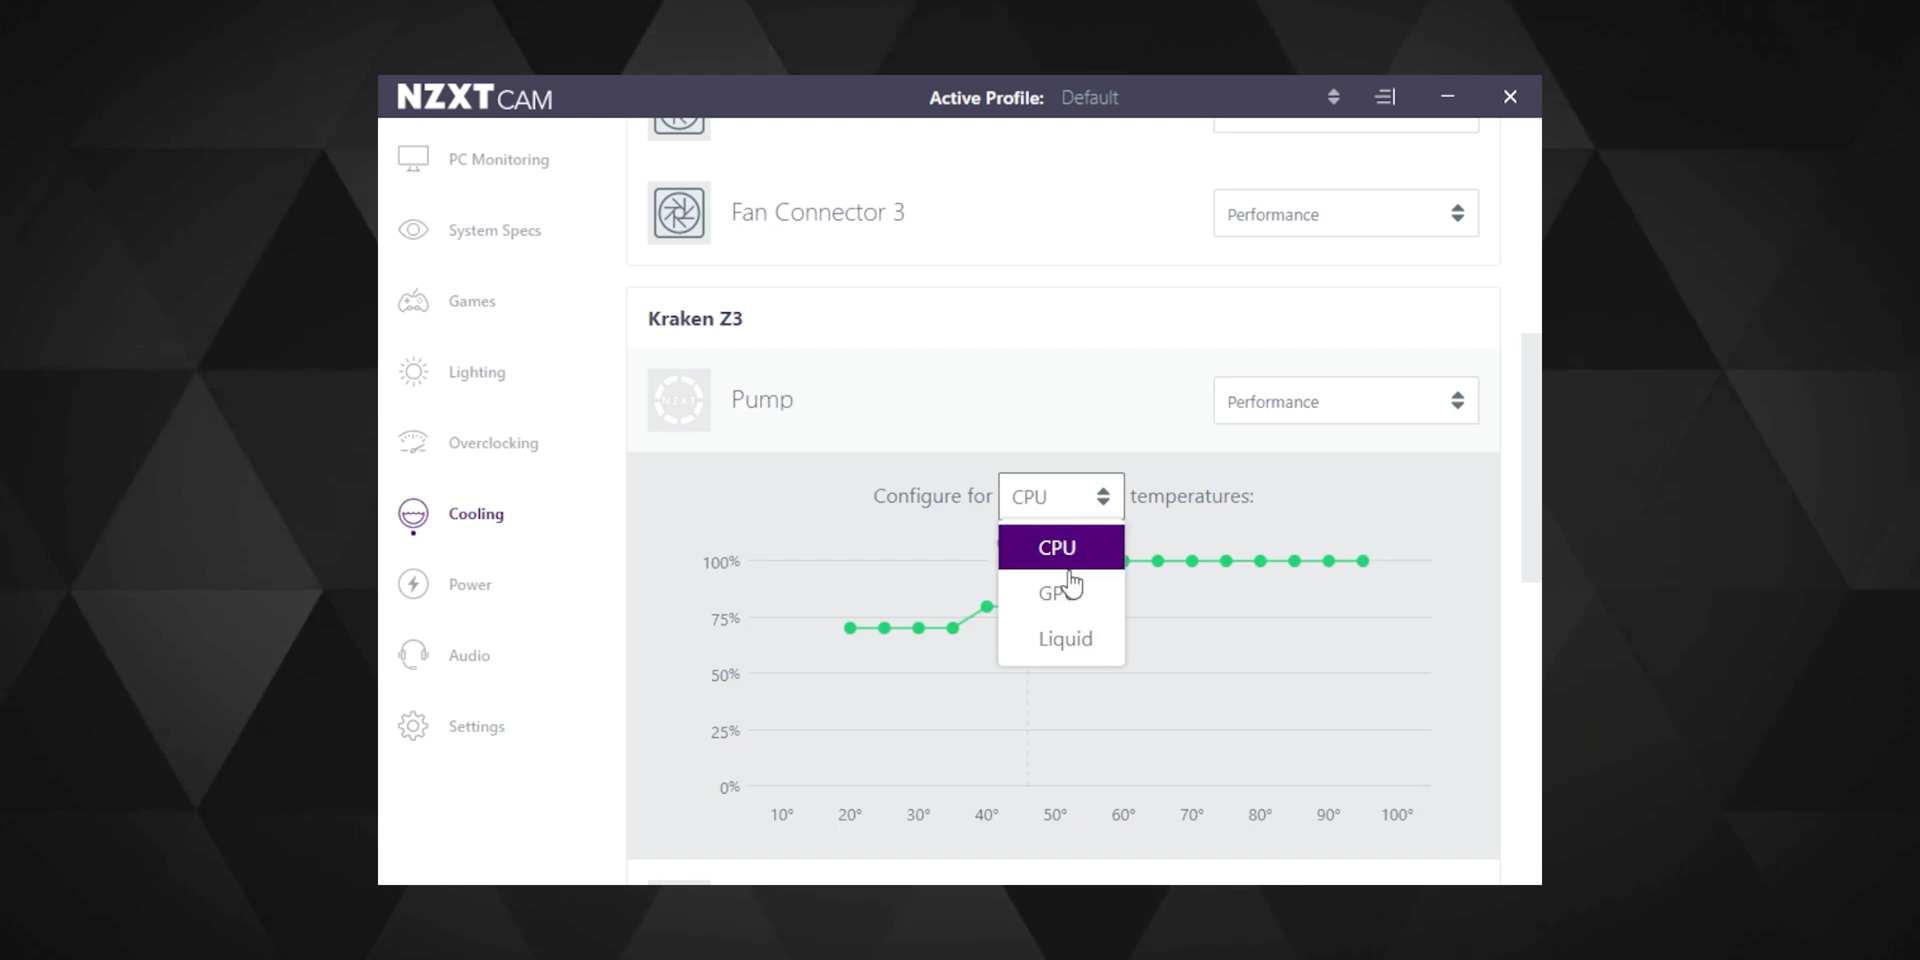 NZXT CAM
Active Profile: Default
PC Monitoring
System Specs
Games
Lighting
Overclocking
Cooling
Power
Audio
Settings
Fan Connector 3
Performance
Kraken Z3
NZXT
Pump
Performance
Configure for CPU temperatures:
CPU
Liquid
100%
75%
50%
25%
0%
10° 20° 30° 40° 50° 60° 70° 80° 90° 100°